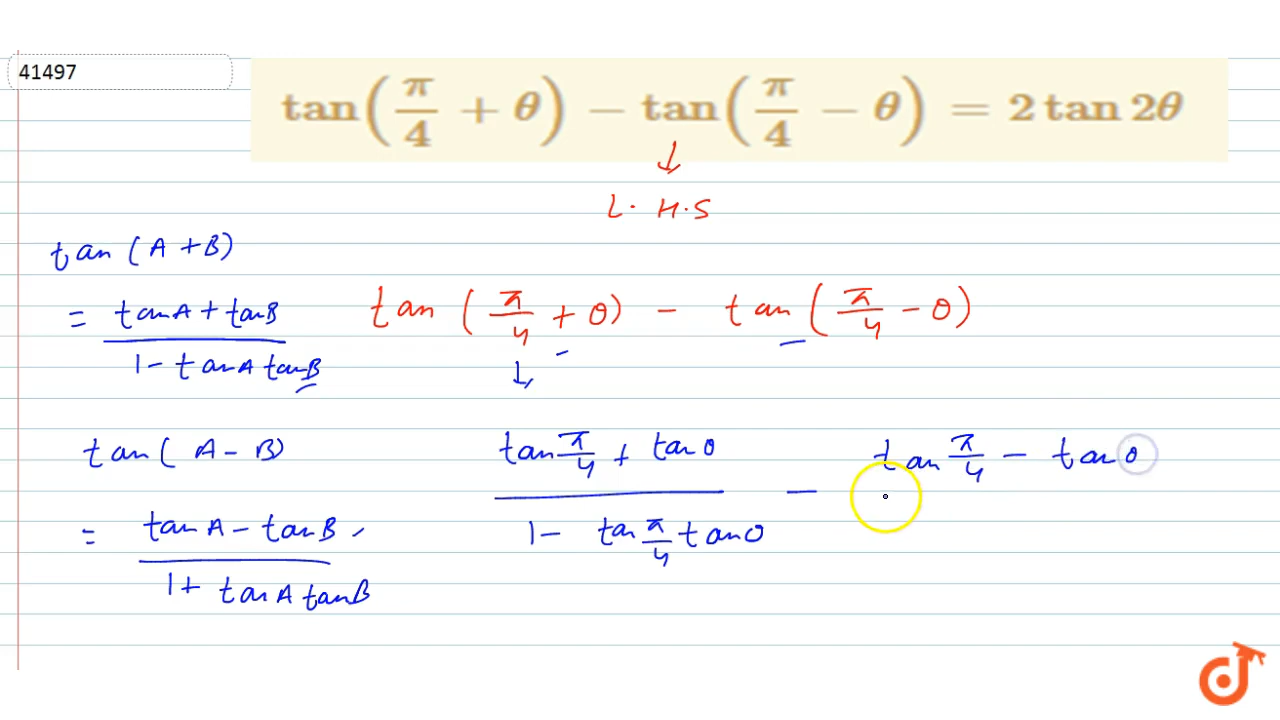 41497
tan(π/4 + θ) − tan(π/4 − θ) = 2 tan 2θ
↓
L. H.S
tan (A+B)
= (tanA + tanB)/(1 − tanA tanB)
tan (π/4 + θ) − tan (π/4 − θ)
↓
tan( A − B)
= (tanA − tanB)/(1+ tanA tanB)
(tan π/4 + tanθ)/(1 − tan π/4 tanθ) − tan π/4 − tanθ